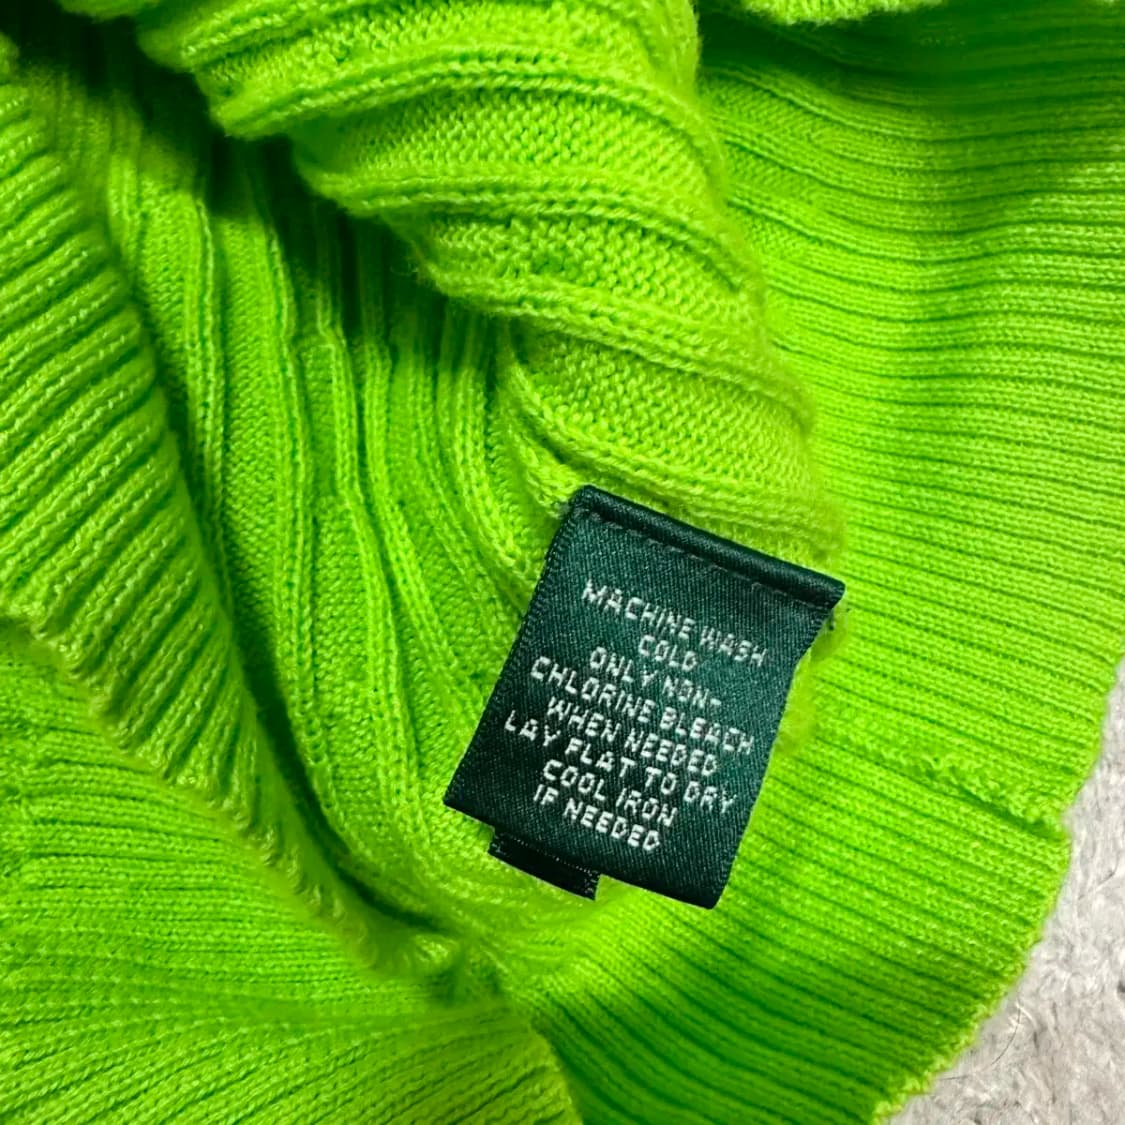 MACHINE WASH
COLD
ONLY NON-
CHLORINE BLEACH
WHEN NEEDED
LAY FLAT TO DRY
COOL IRON
IF NEEDED